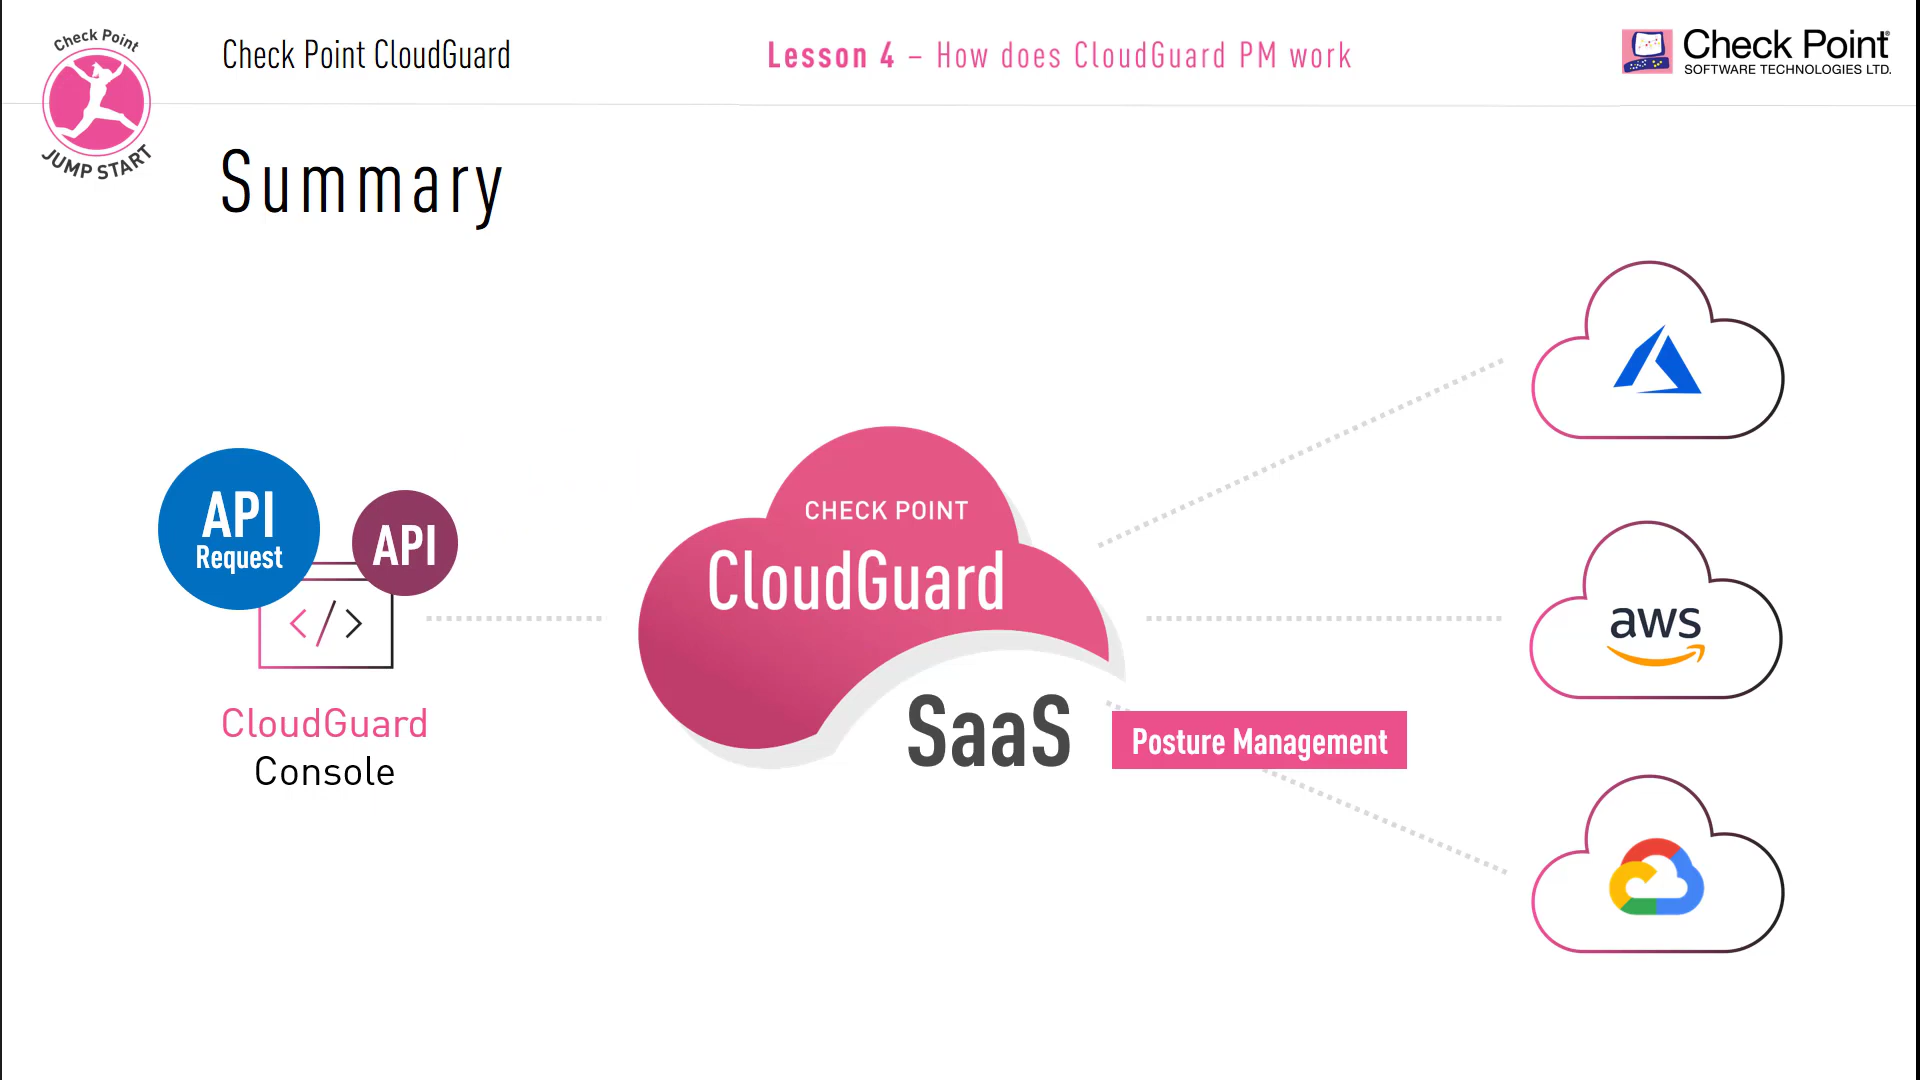 Check Point
JUMP START
Check Point CloudGuard
Lesson 4 – How does CloudGuard PM work
Check Point
SOFTWARE TECHNOLOGIES LTD.
Summary
API
Request
API
</>
CloudGuard
Console
CHECK POINT
CloudGuard
SaaS
Posture Management
aws